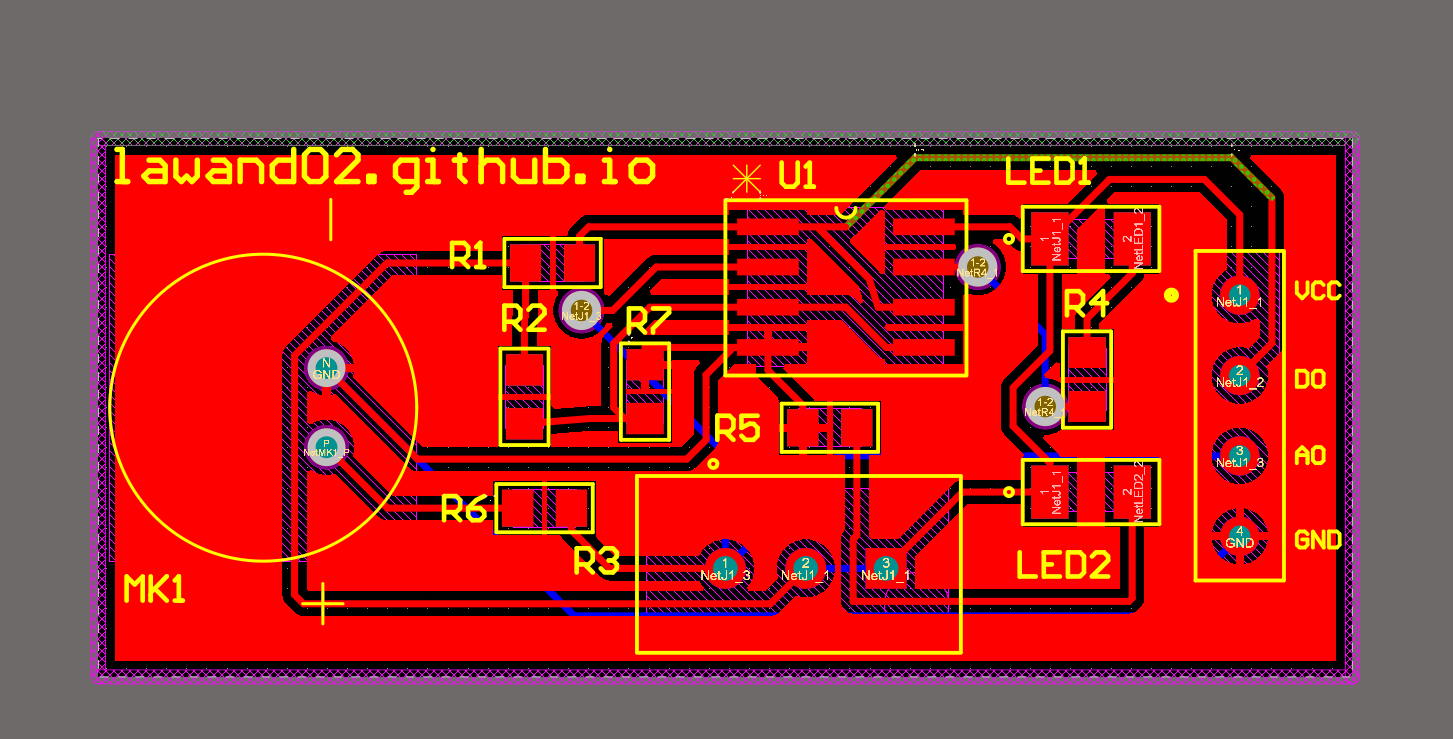 lawand02.github.io
U1
LED1
R1
1
NetJ1_1
2
NetLED1_2
1-2
NetR4_1
1-2
NetJ1_3
R2
R7
R4
1
NetJ1_1
VCC
N
GND
2
NetJ1_2
DO
1-2
NetR4_1
R5
P
NetMK1_P
3
NetJ1_3
AO
R6
1
NetJ1_1
2
NetLED2_2
4
GND
GND
R3
1
NetJ1_3
2
NetJ1_1
3
NetJ1_1
LED2
MK1